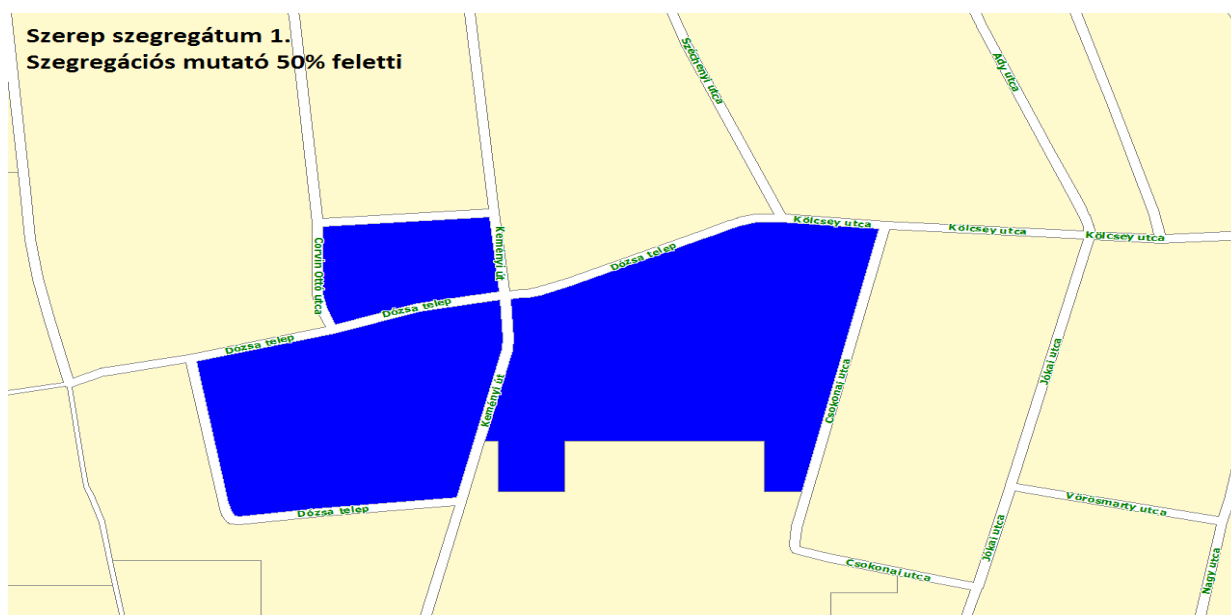 Szerep szegregátum 1.
Szegregációs mutató 50% feletti
Széchenyi utca
Ady utca
Kölcsey utca
Kölcsey utca
Kölcsey utca
Corvin Ottó utca
Keményi út
Dózsa telep
Dózsa telep
Dózsa telep
Keményi út
Csokonai utca
Jókai utca
Vörösmarty utca
Dózsa telep
Jókai utca
Csokonai utca
Nagy utca